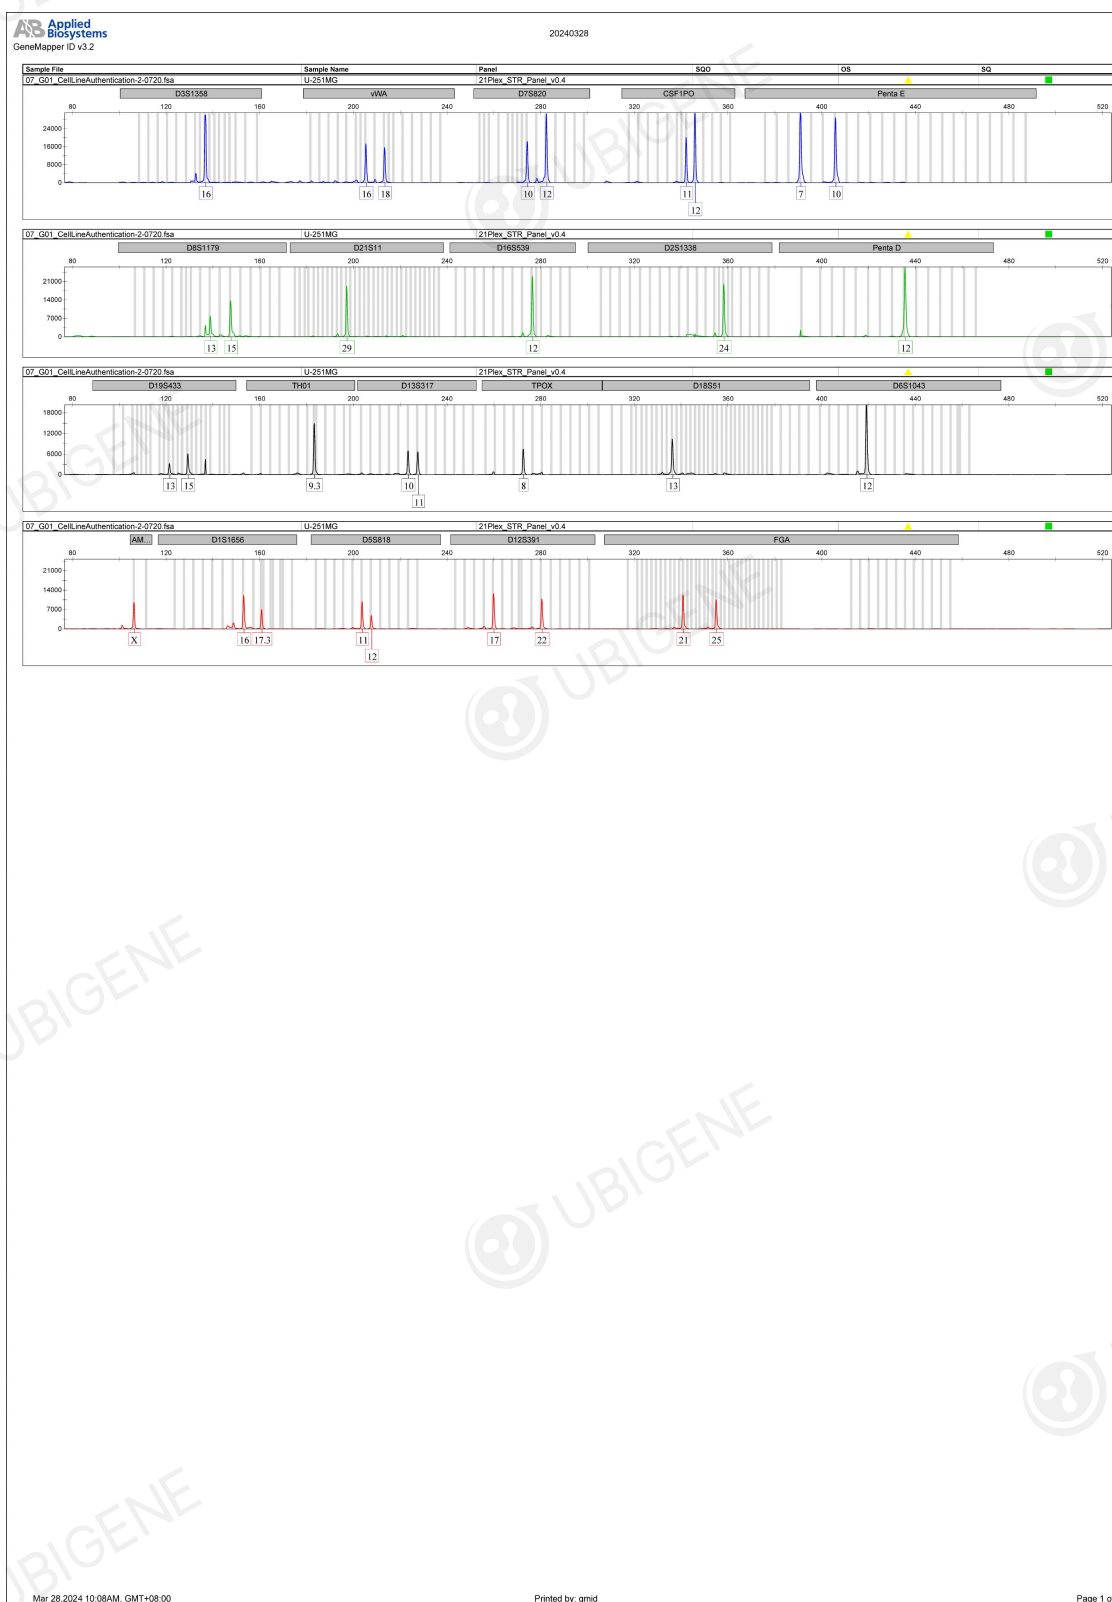 AB Applied Biosystems
GeneMapper ID v3.2
20240328
Sample File Sample Name Panel SQO OS SQ
07_G01_CellLineAuthentication-2-0720.fsa U-251MG 21Plex_STR_Panel_v0.4
D3S1358 vWA D7S820 CSF1PO Penta E
80 120 160 200 240 280 320 360 400 440 480 520
24000
16000
8000
0
16 16 18 10 12 11 7 10
12
07_G01_CellLineAuthentication-2-0720.fsa U-251MG 21Plex_STR_Panel_v0.4
D8S1179 D21S11 D16S539 D2S1338 Penta D
80 120 160 200 240 280 320 360 400 440 480 520
21000
14000
7000
0
13 15 29 12 24 12
07_G01_CellLineAuthentication-2-0720.fsa U-251MG 21Plex_STR_Panel_v0.4
D19S433 TH01 D13S317 TPOX D18S51 D6S1043
80 120 160 200 240 280 320 360 400 440 480 520
18000
12000
6000
0
13 15 9.3 10 8 13 12
11
07_G01_CellLineAuthentication-2-0720.fsa U-251MG 21Plex_STR_Panel_v0.4
AM... D1S1656 D5S818 D12S391 FGA
80 120 160 200 240 280 320 360 400 440 480 520
21000
14000
7000
0
X 16 17.3 11 17 22 21 25
12
UBIGENE
UBIGENE
UBIGENE
UBIGENE
UBIGENE
UBIGENE
Mar 28,2024 10:08AM, GMT+08:00 Printed by: gmid Page 1 o